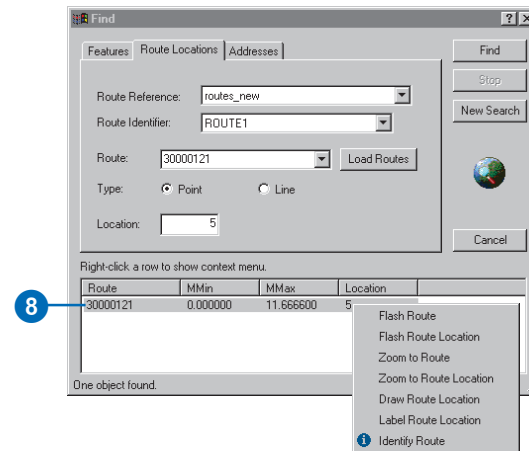 Find
Features Route Locations Addresses
Find
Stop
New Search
Cancel
Route Reference: routes_new
Route Identifier: ROUTE1
Route: 30000121 Load Routes
Type: Point Line
Location: 5
Right-click a row to show context menu.
Route MMin MMax Location
8
30000121 0.000000 11.666600 5
Flash Route
Flash Route Location
Zoom to Route
Zoom to Route Location
Draw Route Location
Label Route Location
Identify Route
One object found.